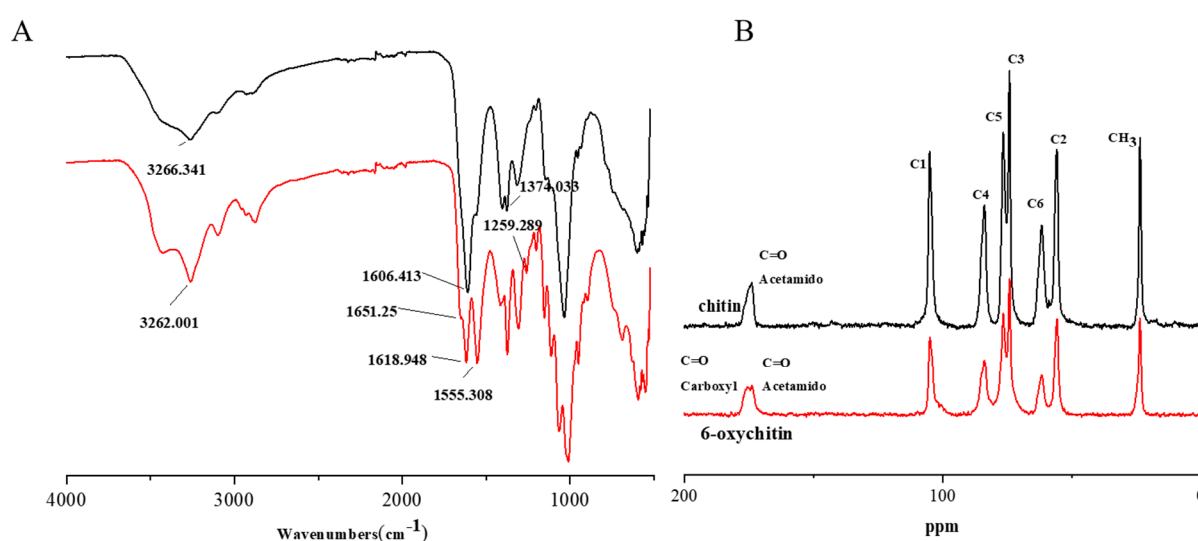 A
3266.341
1374.033
1259.289
1606.413
1651.25
3262.001
1618.948
1555.308
4000
3000
2000
1000
Wavenumbers(cm-1)
B
C3
C5
C1
C2
CH3
C4
C6
C=O
Acetamido
chitin
C=O
Carboxyl
C=O
Acetamido
6-oxychitin
200
100
0
ppm